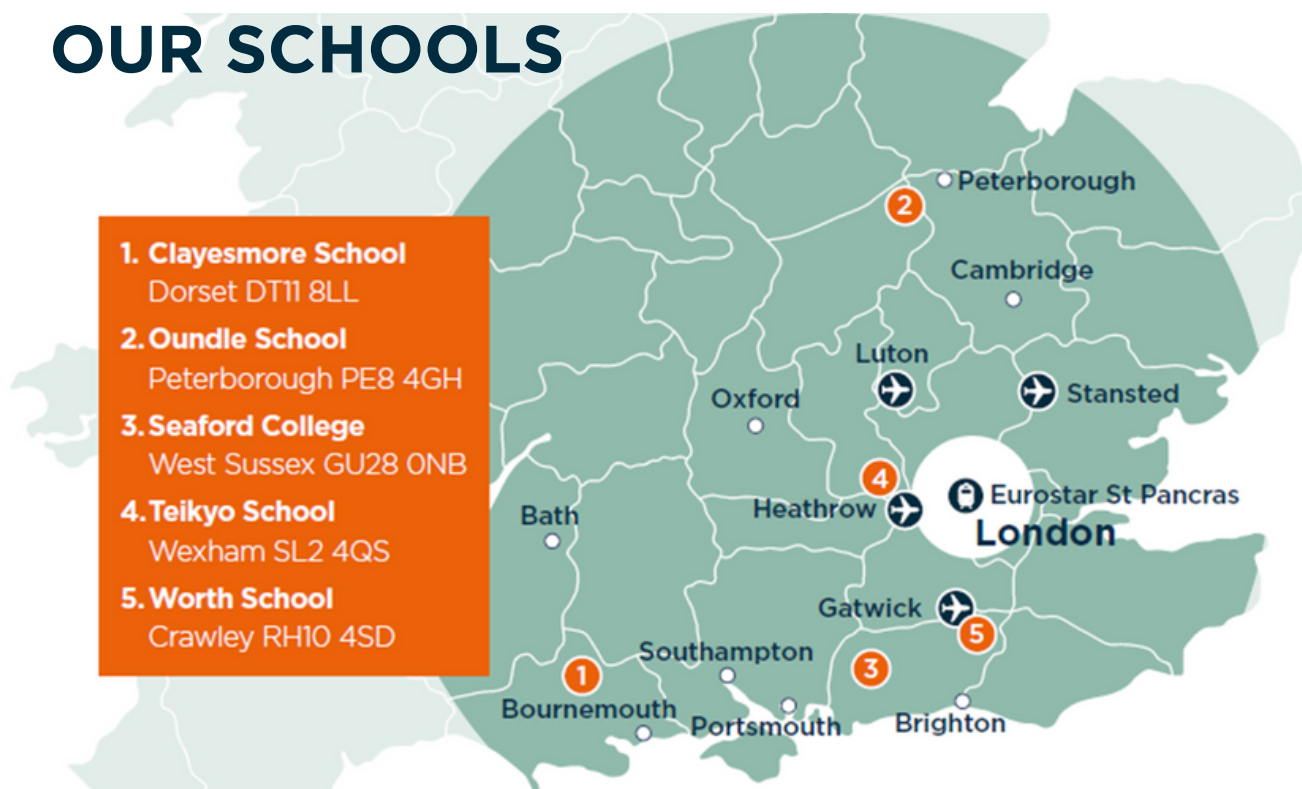 OUR SCHOOLS
1. Clayesmore School
Dorset DT11 8LL
2. Oundle School
Peterborough PE8 4GH
3. Seaford College
West Sussex GU28 0NB
4. Teikyo School
Wexham SL2 4QS
5. Worth School
Crawley RH10 4SD
Peterborough
2
Cambridge
Luton
Oxford
Stansted
4
Heathrow
Eurostar St Pancras
London
Bath
Gatwick
5
Southampton
3
1
Bournemouth
Portsmouth
Brighton